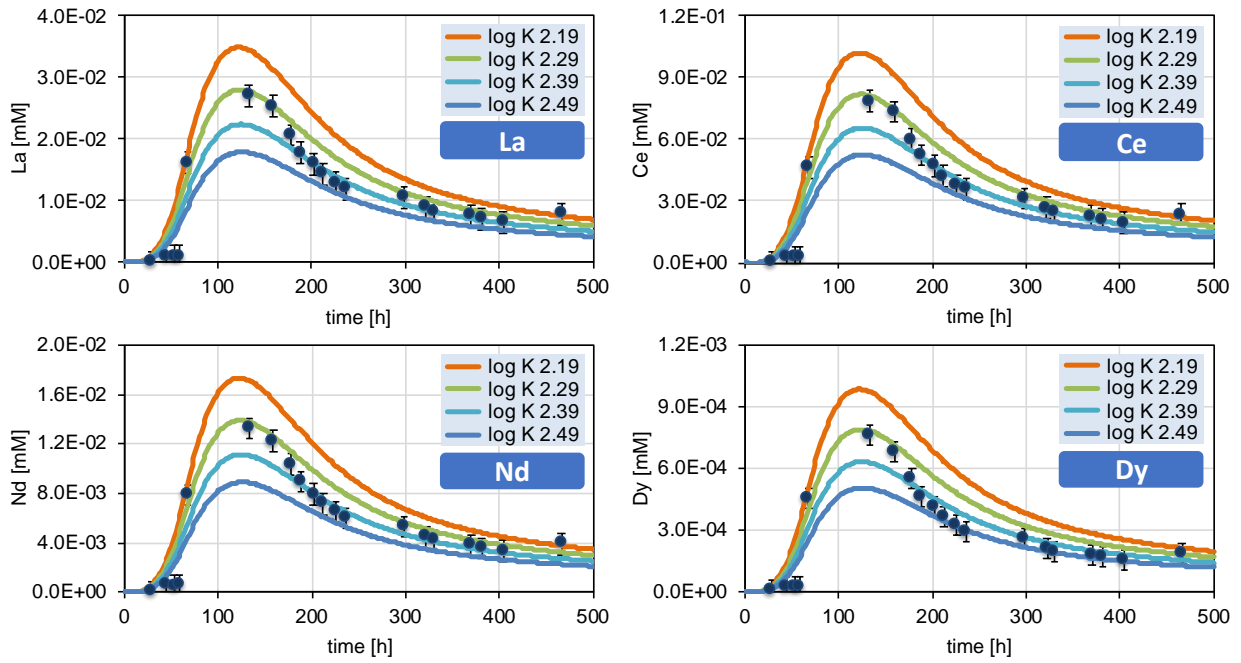 La [mM]
4.0E-02
3.0E-02
2.0E-02
1.0E-02
0.0E+00
log K 2.19
log K 2.29
log K 2.39
log K 2.49
La
0 100 200 300 400 500
time [h]
Ce [mM]
1.2E-01
9.0E-02
6.0E-02
3.0E-02
0.0E+00
log K 2.19
log K 2.29
log K 2.39
log K 2.49
Ce
0 100 200 300 400 500
time [h]
Nd [mM]
2.0E-02
1.6E-02
1.2E-02
8.0E-03
4.0E-03
0.0E+00
log K 2.19
log K 2.29
log K 2.39
log K 2.49
Nd
0 100 200 300 400 500
time [h]
Dy [mM]
1.2E-03
9.0E-04
6.0E-04
3.0E-04
0.0E+00
log K 2.19
log K 2.29
log K 2.39
log K 2.49
Dy
0 100 200 300 400 500
time [h]